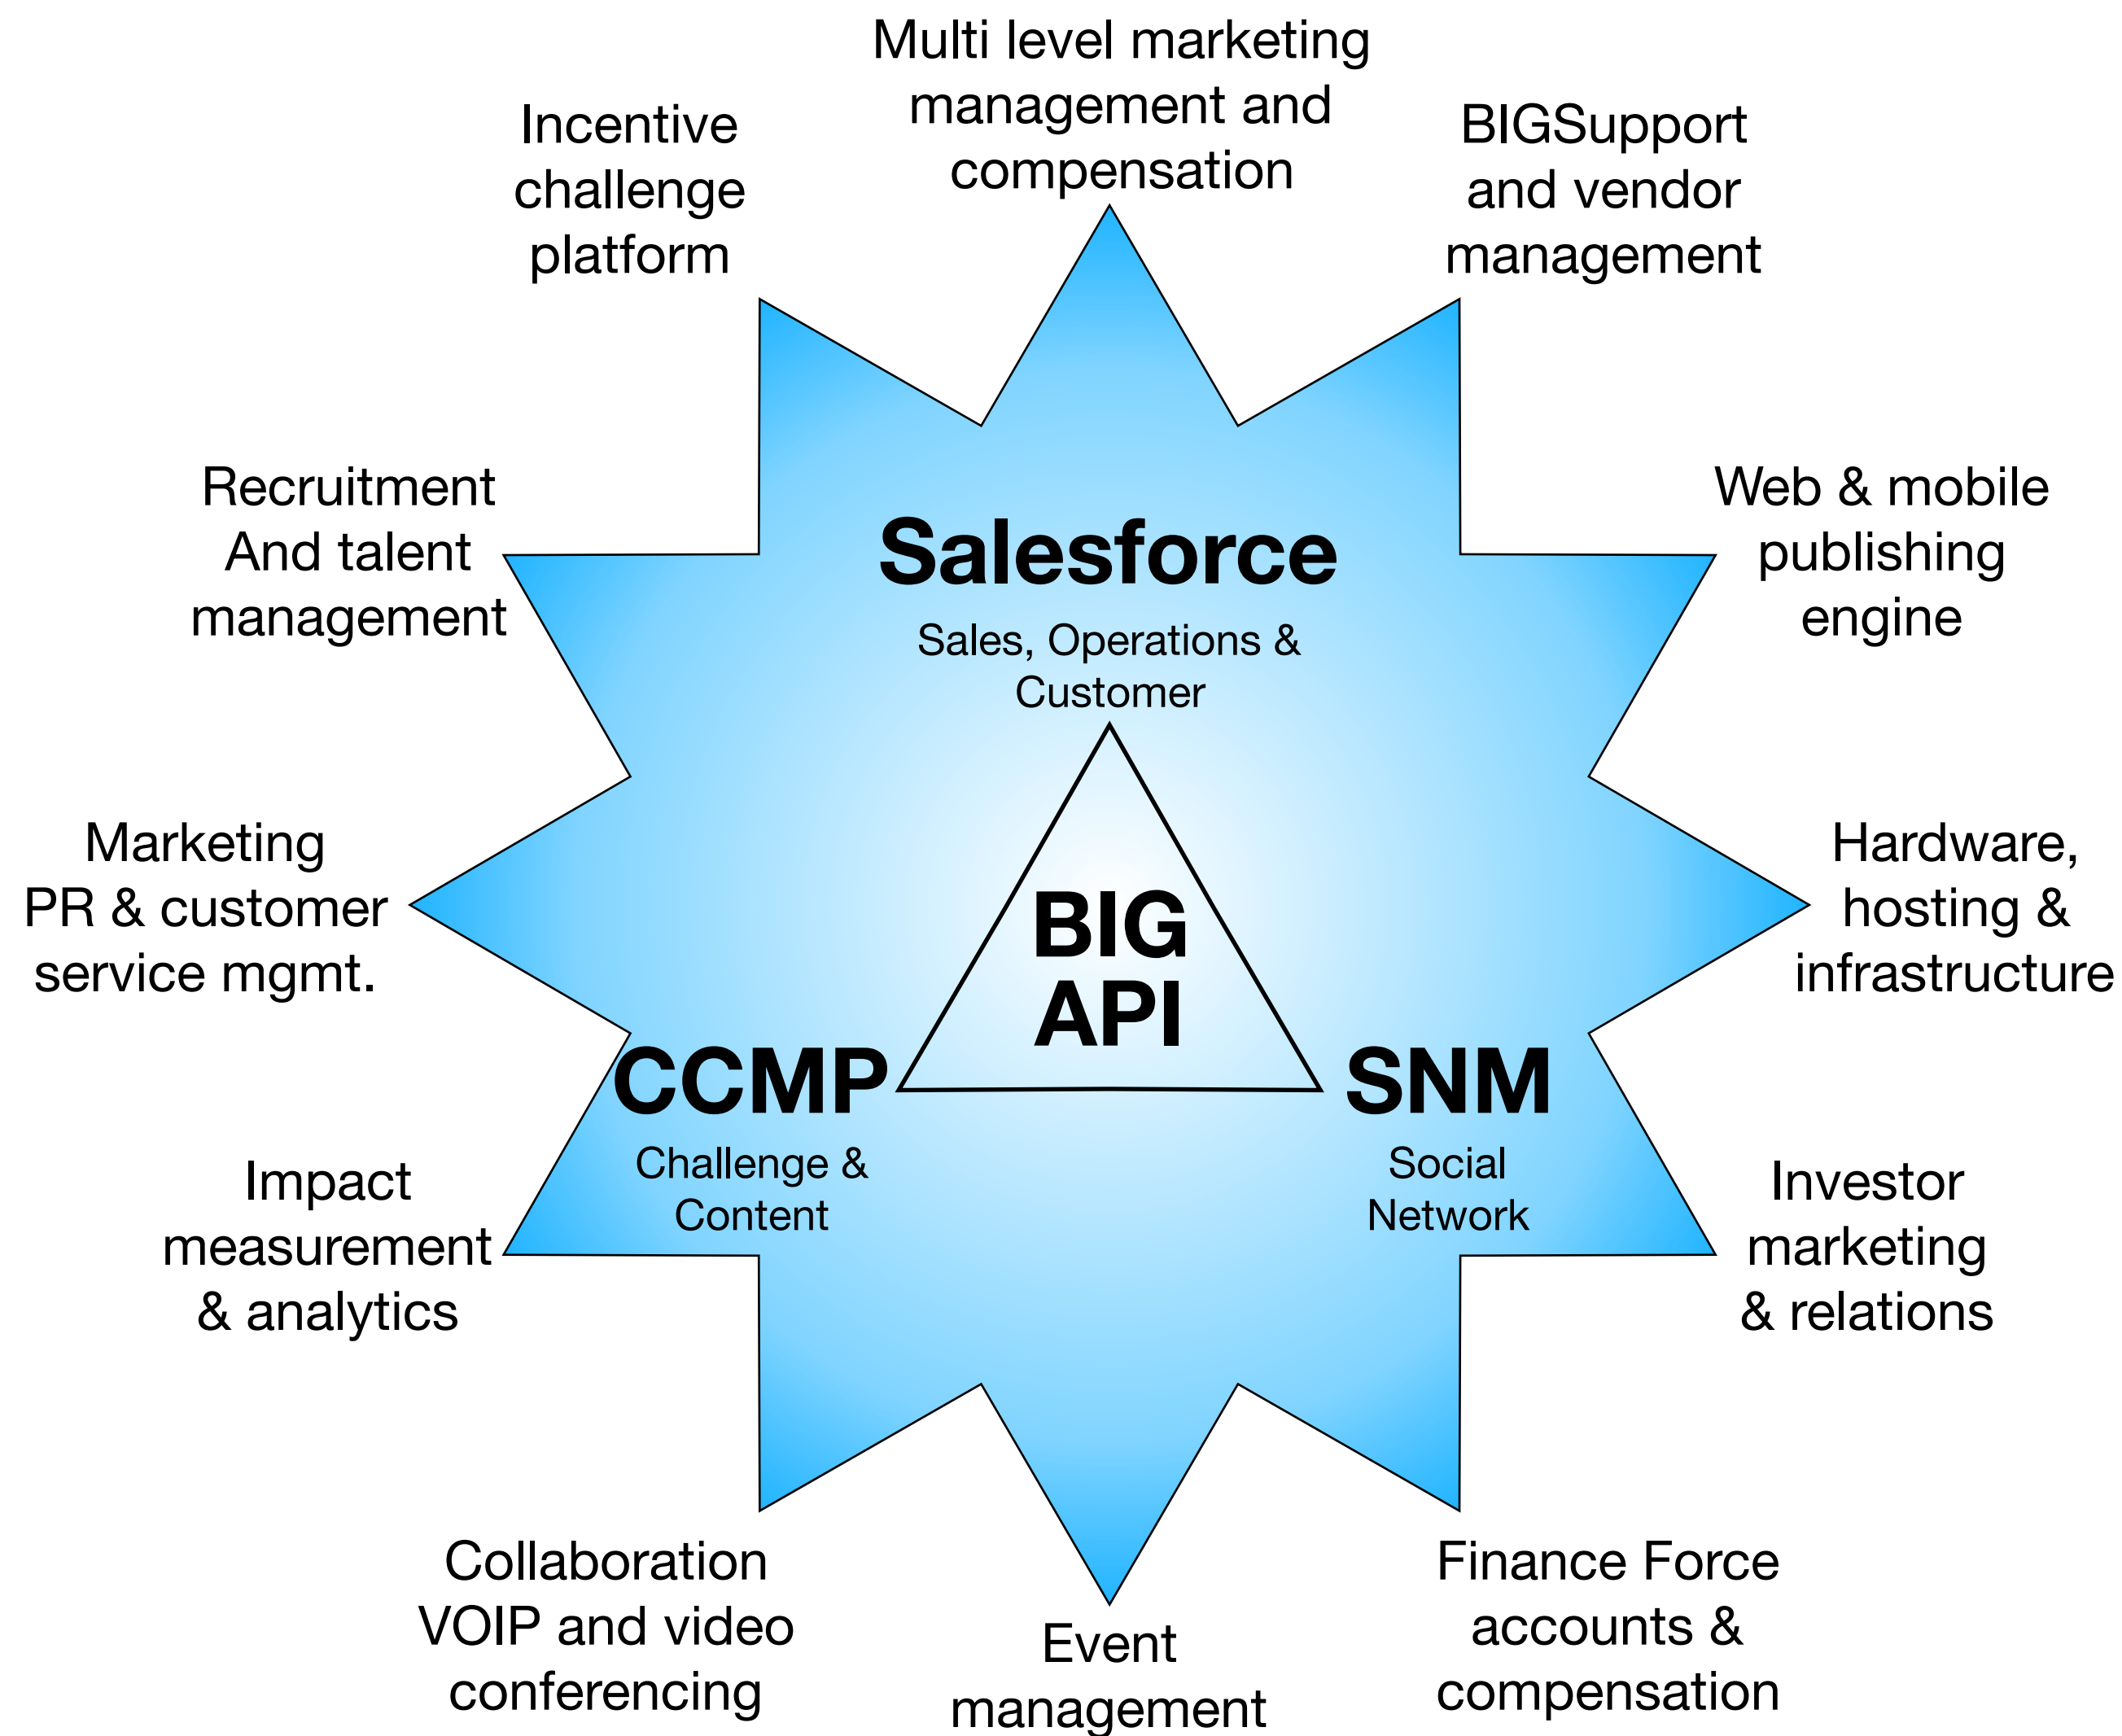 Multi level marketing
management and
compensation
Incentive
challenge
platform
BIGSupport
and vendor
management
Recruitment
And talent
management
Web & mobile
publishing
engine
Salesforce
Sales, Operations &
Customer
Marketing
PR & customer
service mgmt.
BIG
API
Hardware,
hosting &
infrastructure
CCMP
Challenge &
Content
SNM
Social
Network
Impact
measurement
& analytics
Investor
marketing
& relations
Collaboration
VOIP and video
conferencing
Event
management
Finance Force
accounts &
compensation